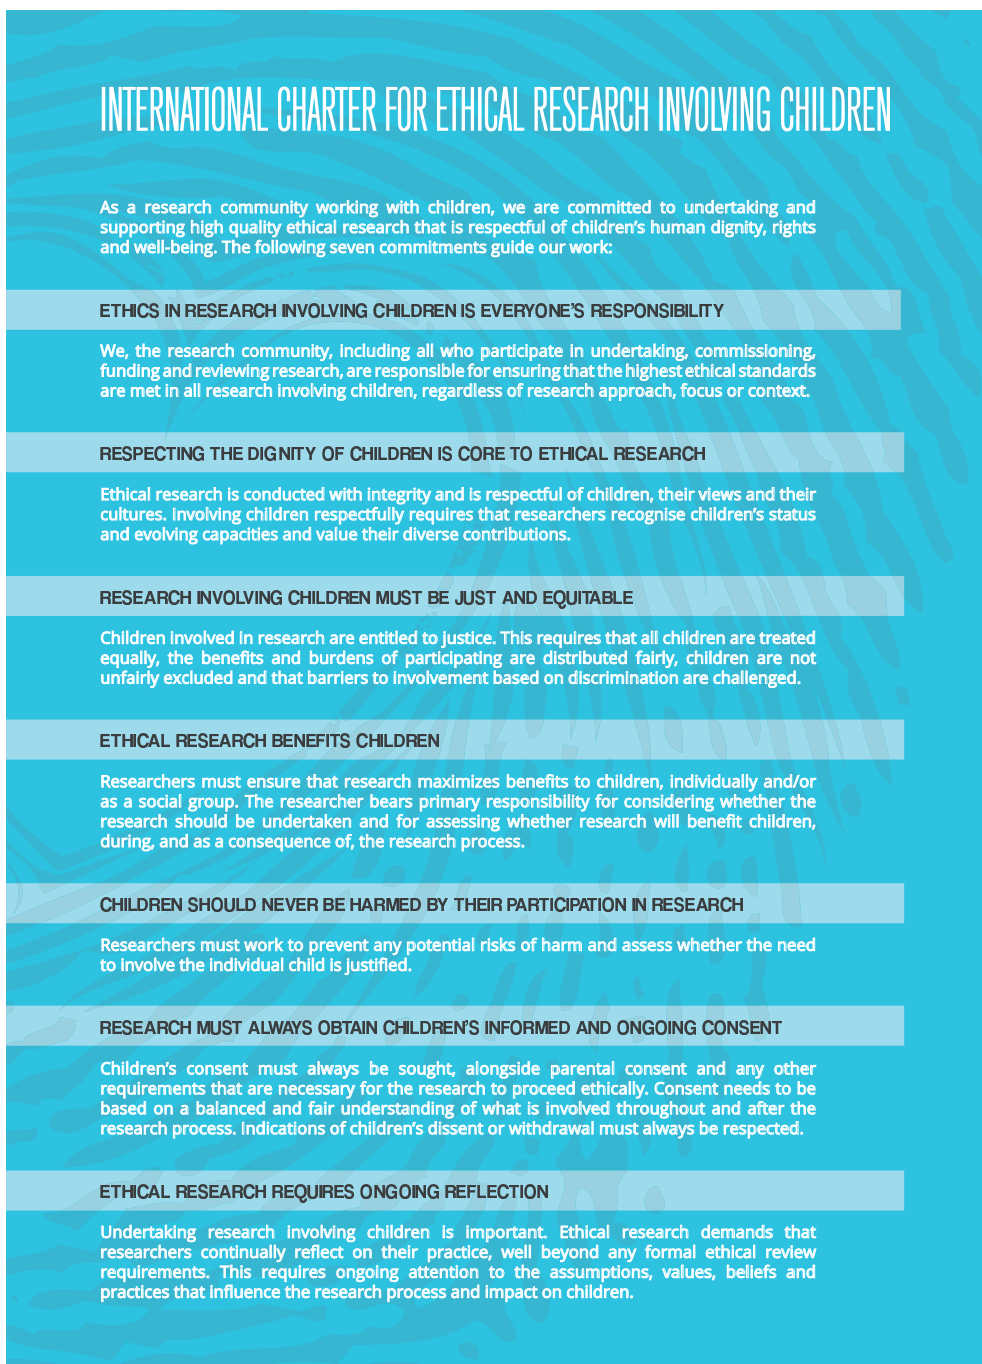 INTERNATIONAL CHARTER FOR ETHICAL RESEARCH INVOLVING CHILDREN
As a research community working with children, we are committed to undertaking and
supporting high quality ethical research that is respectful of children’s human dignity, rights
and well-being. The following seven commitments guide our work:
ETHICS IN RESEARCH INVOLVING CHILDREN IS EVERYONE’S RESPONSIBILITY
We, the research community, including all who participate in undertaking, commissioning,
funding and reviewing research, are responsible for ensuring that the highest ethical standards
are met in all research involving children, regardless of research approach, focus or context.
RESPECTING THE DIGNITY OF CHILDREN IS CORE TO ETHICAL RESEARCH
Ethical research is conducted with integrity and is respectful of children, their views and their
cultures. Involving children respectfully requires that researchers recognise children’s status
and evolving capacities and value their diverse contributions.
RESEARCH INVOLVING CHILDREN MUST BE JUST AND EQUITABLE
Children involved in research are entitled to justice. This requires that all children are treated
equally, the benefits and burdens of participating are distributed fairly, children are not
unfairly excluded and that barriers to involvement based on discrimination are challenged.
ETHICAL RESEARCH BENEFITS CHILDREN
Researchers must ensure that research maximizes benefits to children, individually and/or
as a social group. The researcher bears primary responsibility for considering whether the
research should be undertaken and for assessing whether research will benefit children,
during, and as a consequence of, the research process.
CHILDREN SHOULD NEVER BE HARMED BY THEIR PARTICIPATION IN RESEARCH
Researchers must work to prevent any potential risks of harm and assess whether the need
to involve the individual child is justified.
RESEARCH MUST ALWAYS OBTAIN CHILDREN’S INFORMED AND ONGOING CONSENT
Children’s consent must always be sought, alongside parental consent and any other
requirements that are necessary for the research to proceed ethically. Consent needs to be
based on a balanced and fair understanding of what is involved throughout and after the
research process. Indications of children’s dissent or withdrawal must always be respected.
ETHICAL RESEARCH REQUIRES ONGOING REFLECTION
Undertaking research involving children is important. Ethical research demands that
researchers continually reflect on their practice, well beyond any formal ethical review
requirements. This requires ongoing attention to the assumptions, values, beliefs and
practices that influence the research process and impact on children.